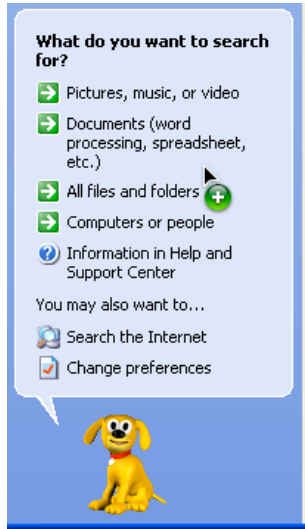 What do you want to search
for?
Pictures, music, or video
Documents (word
processing, spreadsheet,
etc.)
All files and folders
Computers or people
Information in Help and
Support Center
You may also want to...
Search the Internet
Change preferences